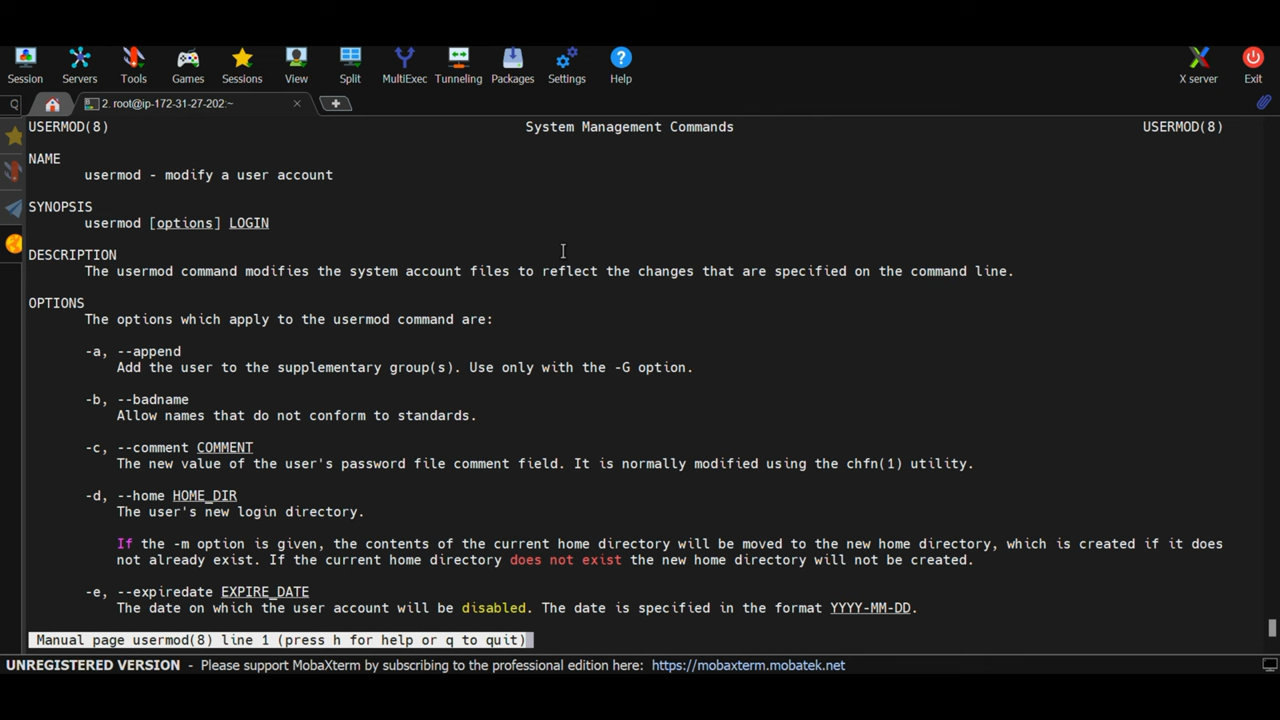 Session Servers Tools Games Sessions View Split MultiExec Tunneling Packages Settings Help X server Exit
2. root@ip-172-31-27-202:~
USERMOD(8) System Management Commands USERMOD(8)
NAME
usermod - modify a user account
SYNOPSIS
usermod [options] LOGIN
DESCRIPTION
The usermod command modifies the system account files to reflect the changes that are specified on the command line.
OPTIONS
The options which apply to the usermod command are:
-a, --append
Add the user to the supplementary group(s). Use only with the -G option.
-b, --badname
Allow names that do not conform to standards.
-c, --comment COMMENT
The new value of the user's password file comment field. It is normally modified using the chfn(1) utility.
-d, --home HOME_DIR
The user's new login directory.
If the -m option is given, the contents of the current home directory will be moved to the new home directory, which is created if it does
not already exist. If the current home directory does not exist the new home directory will not be created.
-e, --expiredate EXPIRE_DATE
The date on which the user account will be disabled. The date is specified in the format YYYY-MM-DD.
Manual page usermod(8) line 1 (press h for help or q to quit)
UNREGISTERED VERSION - Please support MobaXterm by subscribing to the professional edition here: https://mobaxterm.mobatek.net